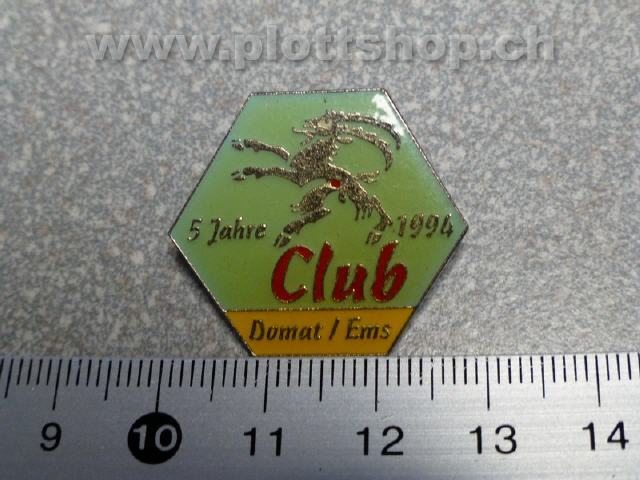 www.plottshop.ch
5 Jahre 1994
Club
Domat / Ems
9 10 11 12 13 14